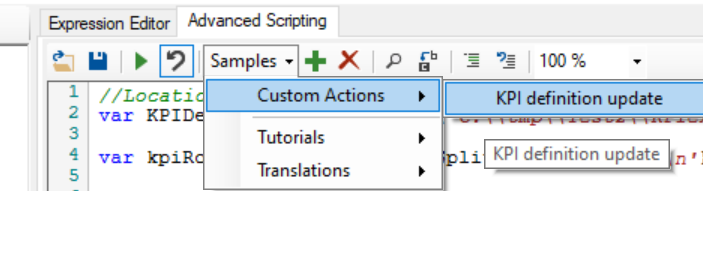 Expression Editor Advanced Scripting
Samples 100 %
1 //Locatio
2 var KPIDe
3
4 var kpiRo
5
Custom Actions
Tutorials
Translations
KPI definition update
KPI definition update
\n'